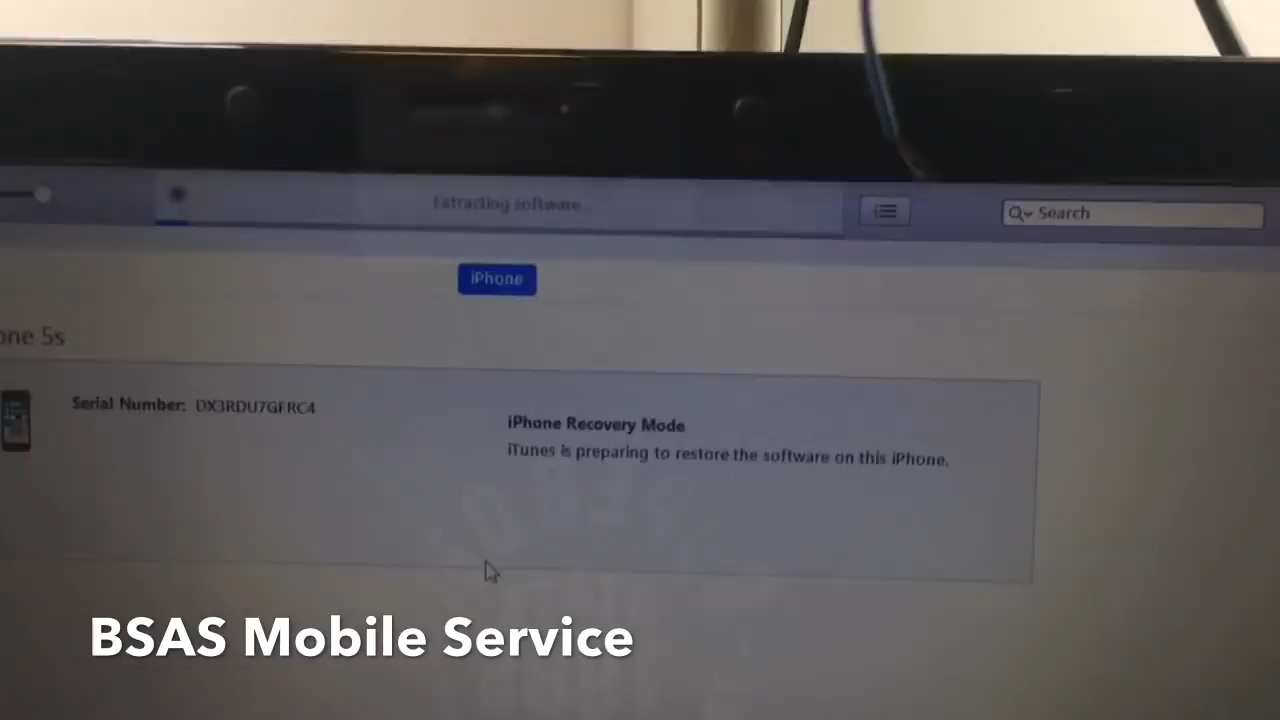 Extracting software...
Search
iPhone
one 5s
Serial Number: DX3RDU7GFRC4
iPhone Recovery Mode
iTunes is preparing to restore the software on this iPhone.
BSAS Mobile Service